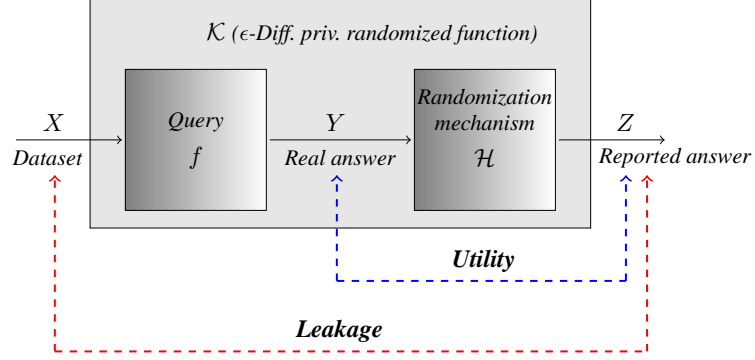 𝒦 (ϵ-Diff. priv. randomized function)
X
Dataset
Query
f
Y
Real answer
Randomization
mechanism
ℋ
Z
Reported answer
Utility
Leakage